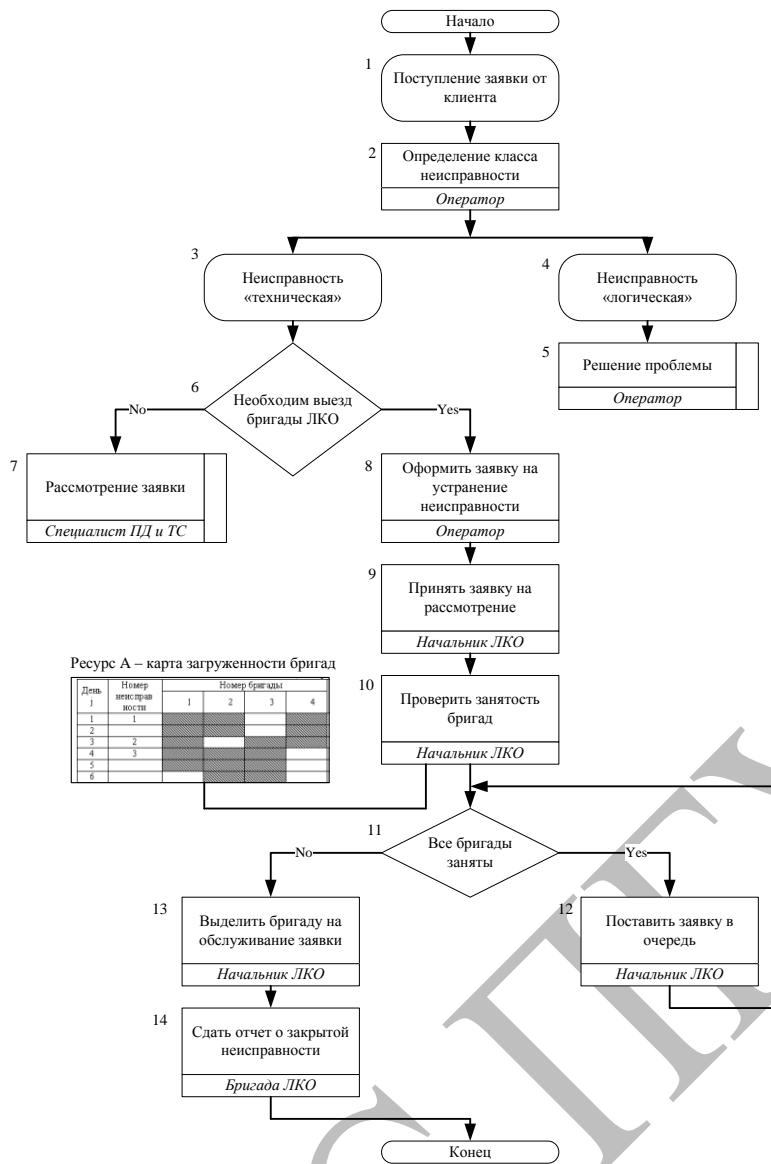 Начало
1
Поступление заявки от
клиента
2
Определение класса
неисправности
Оператор
3
Неисправность
«техническая»
4
Неисправность
«логическая»
5
Решение проблемы
Оператор
6
Необходим выезд
бригады ЛКО
No
Yes
7
Рассмотрение заявки
Специалист ПД и ТС
8
Оформить заявку на
устранение
неисправности
Оператор
9
Принять заявку на
рассмотрение
Начальник ЛКО
Ресурс А – карта загруженности бригад
День
j
Номер
неисправ
ности
Номер бригады
1 2 3 4
1 1
2
3 2
4 3
5
6
10
Проверить занятость
бригад
Начальник ЛКО
11
Все бригады
заняты
No
Yes
13
Выделить бригаду на
обслуживание заявки
Начальник ЛКО
12
Поставить заявку в
очередь
Начальник ЛКО
14
Сдать отчет о закрытой
неисправности
Бригада ЛКО
Конец